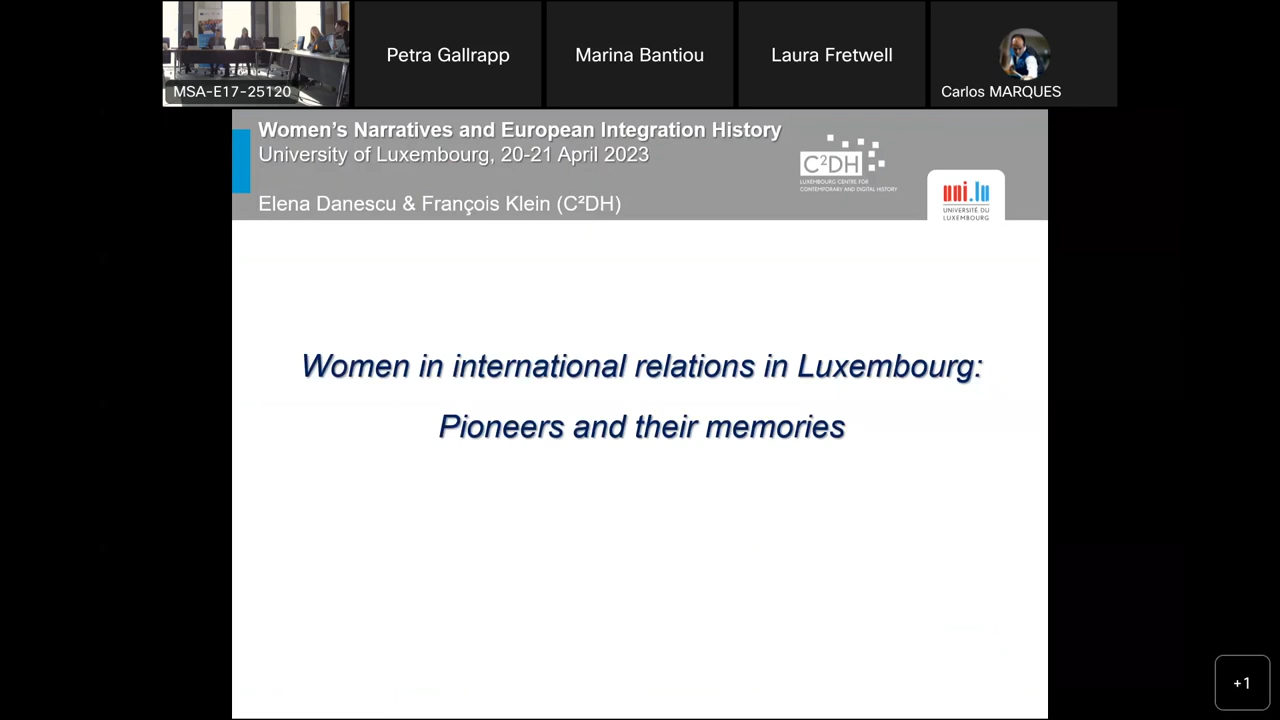 MSA-E17-25120
Petra Gallrapp
Marina Bantiou
Laura Fretwell
Carlos MARQUES
Women's Narratives and European Integration History
University of Luxembourg, 20-21 April 2023
Elena Danescu & François Klein (C²DH)
C²DH
LUXEMBOURG CENTRE FOR
CONTEMPORARY AND DIGITAL HISTORY
uni.lu
UNIVERSITÉ DU
LUXEMBOURG
Women in international relations in Luxembourg:
Pioneers and their memories
+1